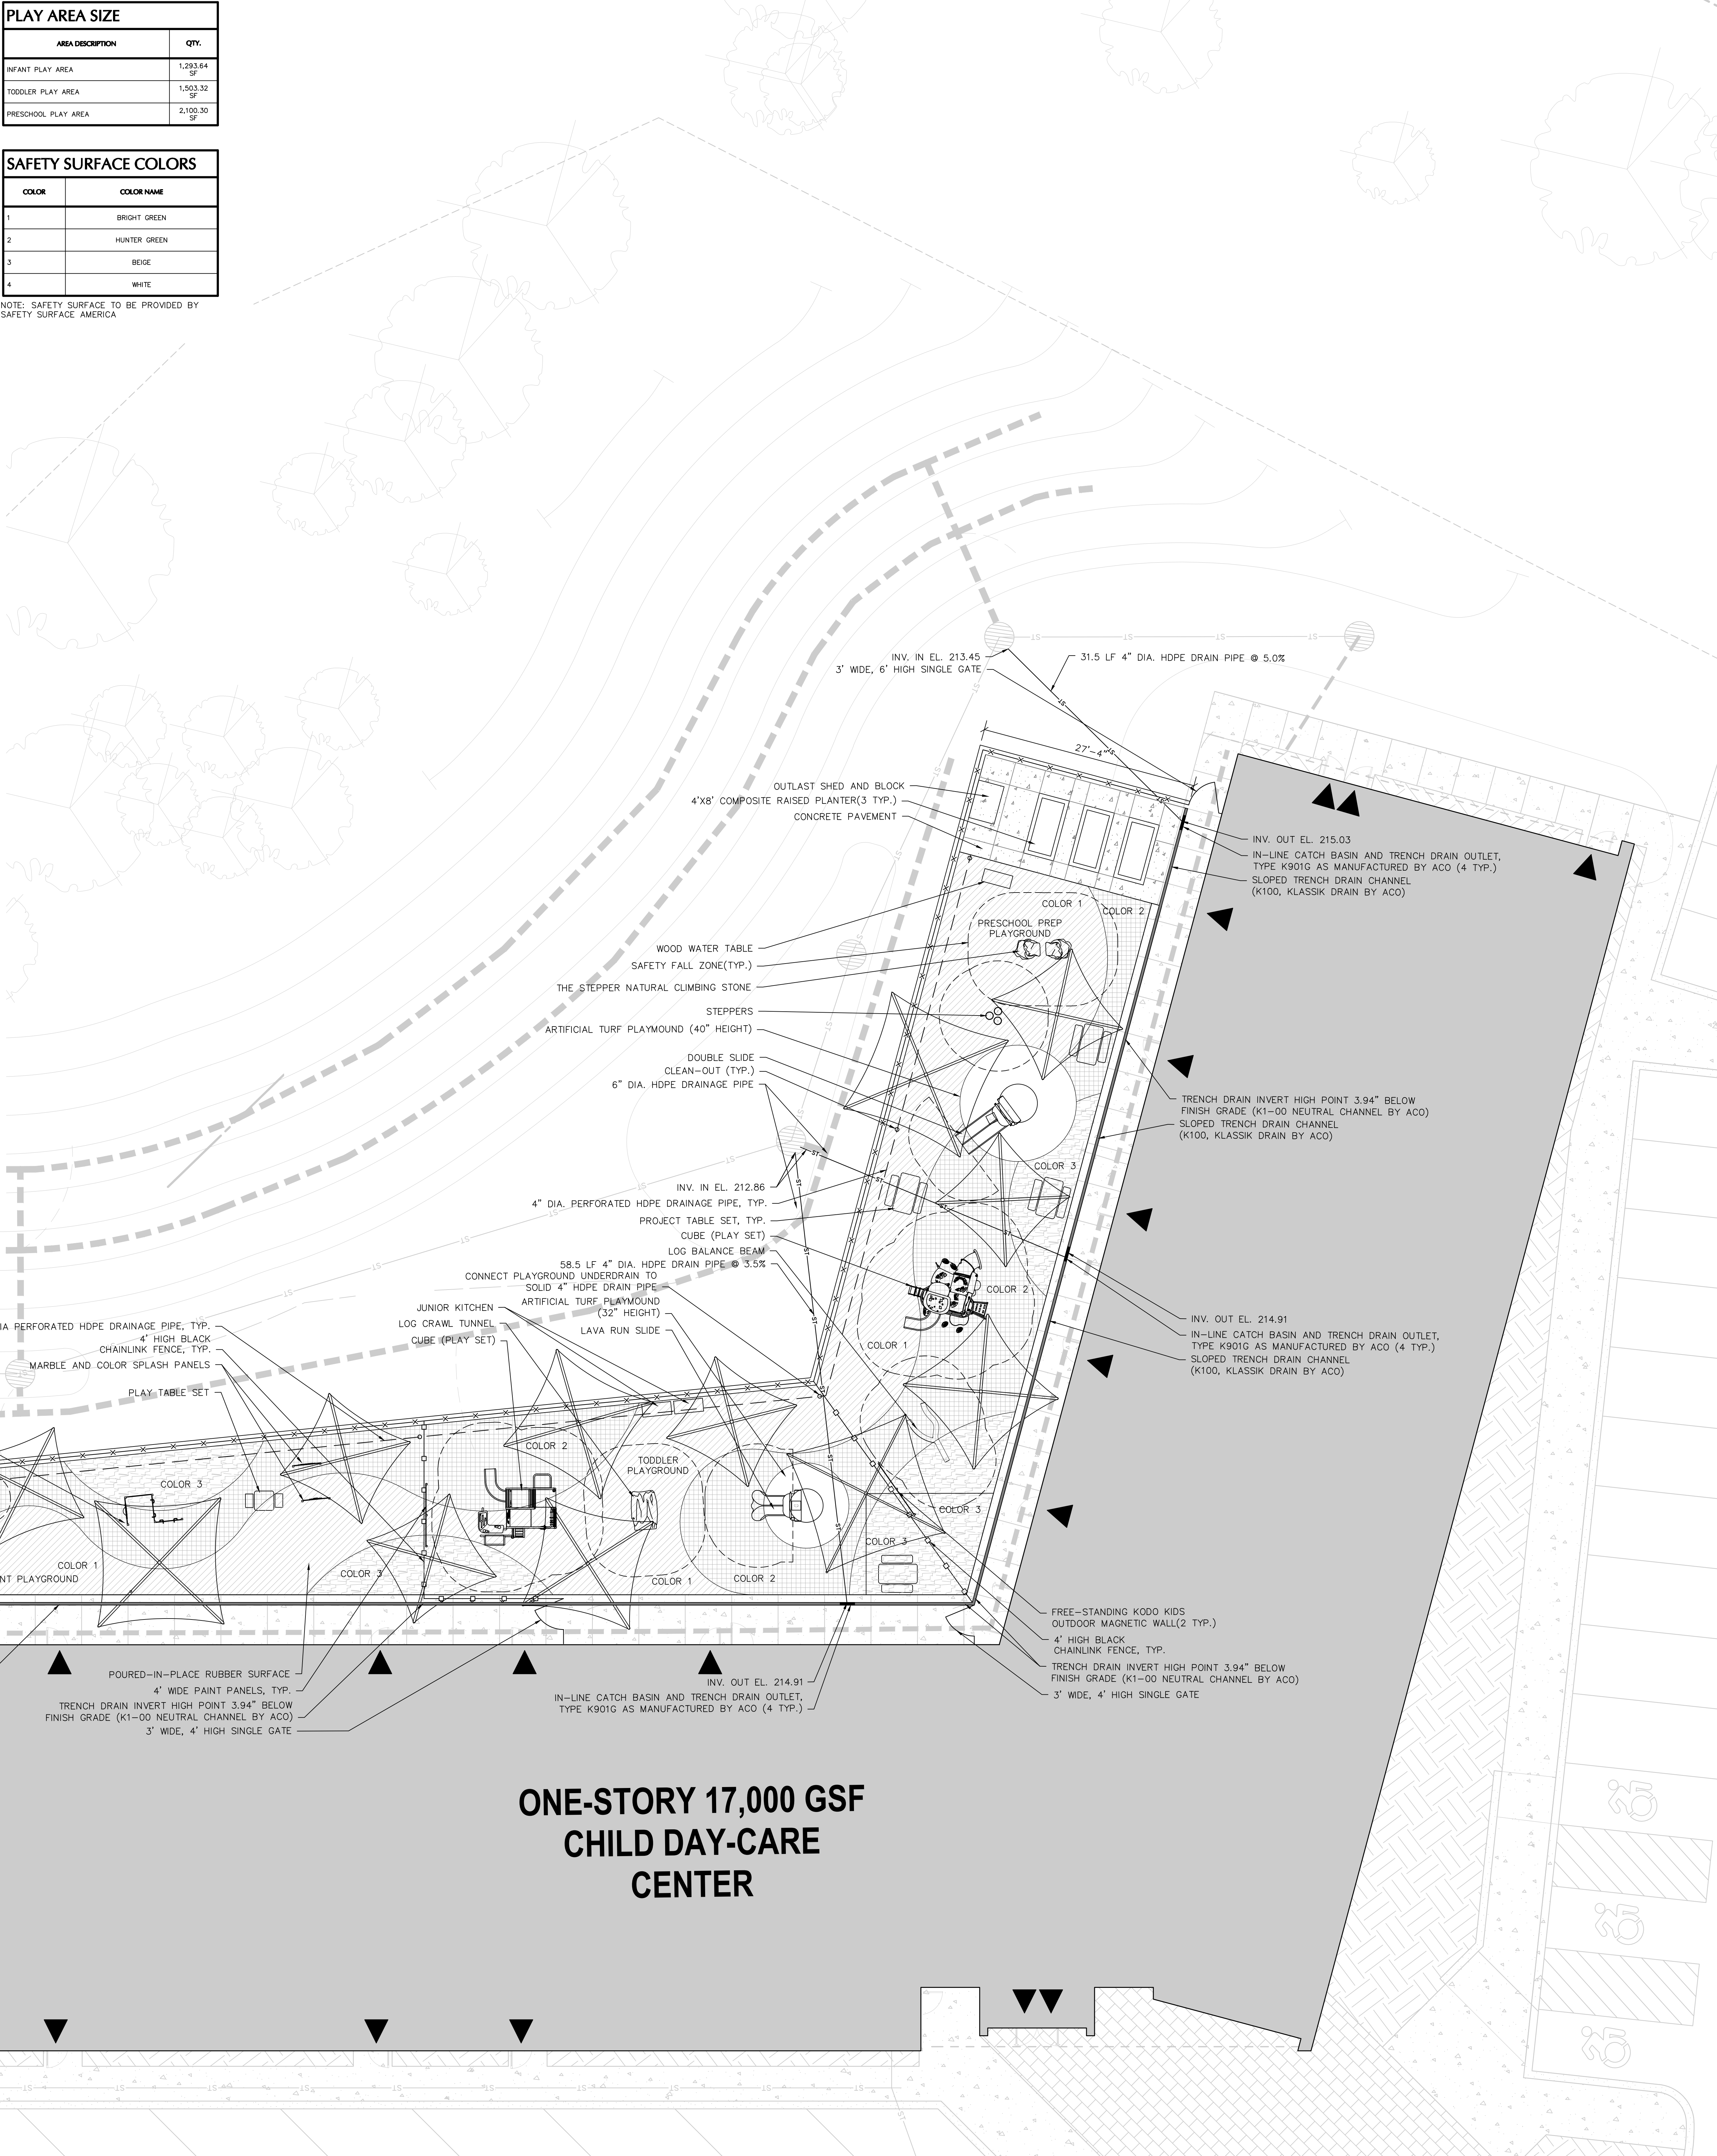 PLAY AREA SIZE
AREA DESCRIPTION QTY.
INFANT PLAY AREA 1,293.64 SF
TODDLER PLAY AREA 1,503.32 SF
PRESCHOOL PLAY AREA 2,100.30 SF
SAFETY SURFACE COLORS
COLOR COLOR NAME
1 BRIGHT GREEN
2 HUNTER GREEN
3 BEIGE
4 WHITE
NOTE: SAFETY SURFACE TO BE PROVIDED BY
SAFETY SURFACE AMERICA
INV. IN EL. 213.45
3' WIDE, 6' HIGH SINGLE GATE
31.5 LF 4" DIA. HDPE DRAIN PIPE @ 5.0%
27'-4"
OUTLAST SHED AND BLOCK
4'X8' COMPOSITE RAISED PLANTER(3 TYP.)
CONCRETE PAVEMENT
INV. OUT EL. 215.03
IN-LINE CATCH BASIN AND TRENCH DRAIN OUTLET,
TYPE K901G AS MANUFACTURED BY ACO (4 TYP.)
SLOPED TRENCH DRAIN CHANNEL
(K100, KLASSIK DRAIN BY ACO)
COLOR 1
COLOR 2
PRESCHOOL PREP
PLAYGROUND
WOOD WATER TABLE
SAFETY FALL ZONE(TYP.)
THE STEPPER NATURAL CLIMBING STONE
STEPPERS
ARTIFICIAL TURF PLAYMOUND (40" HEIGHT)
DOUBLE SLIDE
CLEAN-OUT (TYP.)
6" DIA. HDPE DRAINAGE PIPE
TRENCH DRAIN INVERT HIGH POINT 3.94" BELOW
FINISH GRADE (K1-00 NEUTRAL CHANNEL BY ACO)
SLOPED TRENCH DRAIN CHANNEL
(K100, KLASSIK DRAIN BY ACO)
COLOR 3
INV. IN EL. 212.86
4" DIA. PERFORATED HDPE DRAINAGE PIPE, TYP.
PROJECT TABLE SET, TYP.
CUBE (PLAY SET)
LOG BALANCE BEAM
58.5 LF 4" DIA. HDPE DRAIN PIPE @ 3.5%
CONNECT PLAYGROUND UNDERDRAIN TO
SOLID 4" HDPE DRAIN PIPE
ARTIFICIAL TURF PLAYMOUND
(32" HEIGHT)
LAVA RUN SLIDE
JUNIOR KITCHEN
LOG CRAWL TUNNEL
CUBE (PLAY SET)
COLOR 2
COLOR 1
INV. OUT EL. 214.91
IN-LINE CATCH BASIN AND TRENCH DRAIN OUTLET,
TYPE K901G AS MANUFACTURED BY ACO (4 TYP.)
SLOPED TRENCH DRAIN CHANNEL
(K100, KLASSIK DRAIN BY ACO)
IA PERFORATED HDPE DRAINAGE PIPE, TYP.
4' HIGH BLACK
CHAINLINK FENCE, TYP.
MARBLE AND COLOR SPLASH PANELS
PLAY TABLE SET
COLOR 3
COLOR 2
TODDLER
PLAYGROUND
COLOR 3
COLOR 3
COLOR 1
NT PLAYGROUND
COLOR 3
COLOR 1
COLOR 2
FREE-STANDING KODO KIDS
OUTDOOR MAGNETIC WALL(2 TYP.)
4' HIGH BLACK
CHAINLINK FENCE, TYP.
TRENCH DRAIN INVERT HIGH POINT 3.94" BELOW
FINISH GRADE (K1-00 NEUTRAL CHANNEL BY ACO)
3' WIDE, 4' HIGH SINGLE GATE
POURED-IN-PLACE RUBBER SURFACE
4' WIDE PAINT PANELS, TYP.
TRENCH DRAIN INVERT HIGH POINT 3.94" BELOW
FINISH GRADE (K1-00 NEUTRAL CHANNEL BY ACO)
3' WIDE, 4' HIGH SINGLE GATE
INV. OUT EL. 214.91
IN-LINE CATCH BASIN AND TRENCH DRAIN OUTLET,
TYPE K901G AS MANUFACTURED BY ACO (4 TYP.)
ONE-STORY 17,000 GSF
CHILD DAY-CARE
CENTER